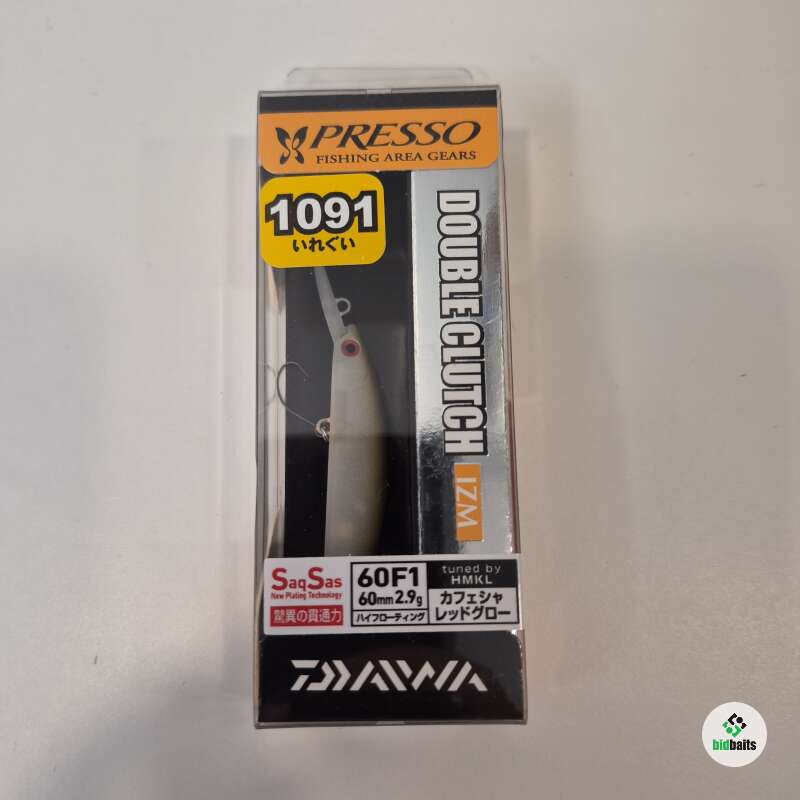 PRESSO
FISHING AREA GEARS
1091
いれぐい
DOUBLE CLUTCH
IZM
SaqSas
New Plating Technology
驚異の貫通力
60F1
60mm 2.9g
ハイフローティング
tuned by
HMKL
カフェシャ
レッドグロー
DAIWA
bidbaits